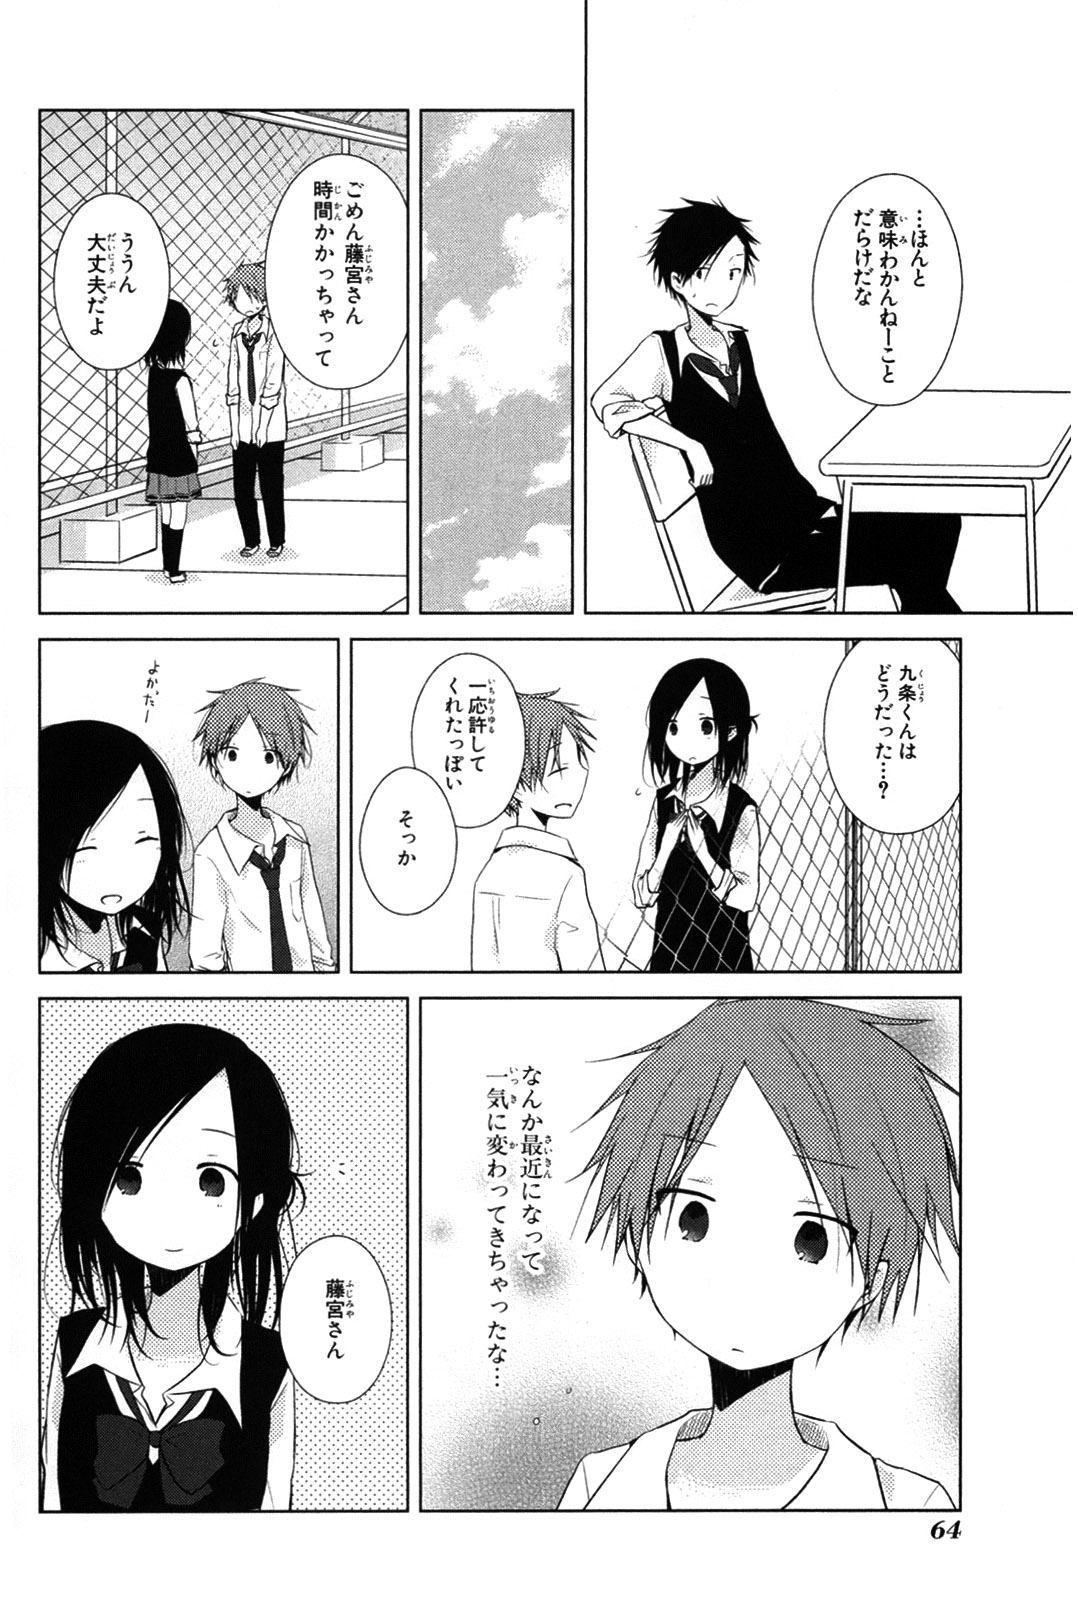 …ほんと
意味わかんねーこと
だらけだな
ごめん藤宮さん
時間かかっちゃって
ううん
大丈夫だよ
九条くんは
どうだった…?
一応許して
くれたっぽい
そっか
よかったー
なんか最近になって
一気に変わってきちゃったな…
藤宮さん
64